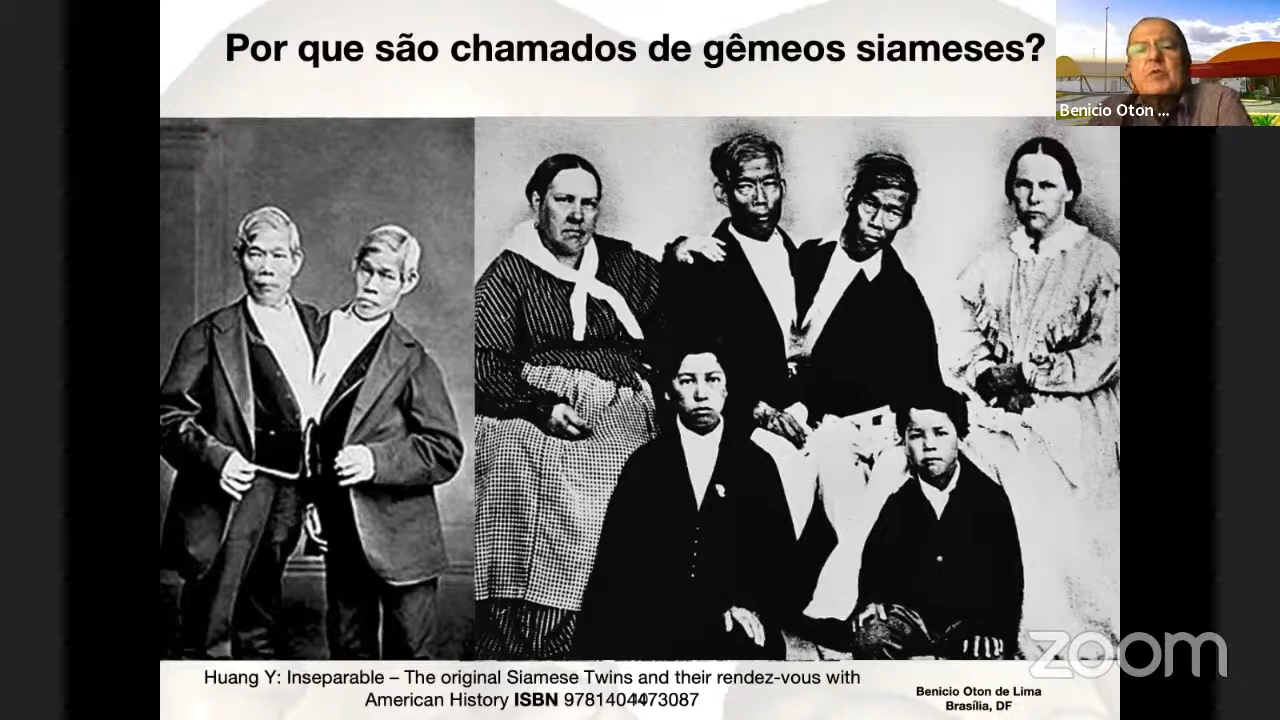 Por que são chamados de gêmeos siameses?
Benicio Oton ...
Huang Y: Inseparable – The original Siamese Twins and their rendez-vous with
American History ISBN
Benicio Oton de Lima
Brasília, DF
zoom